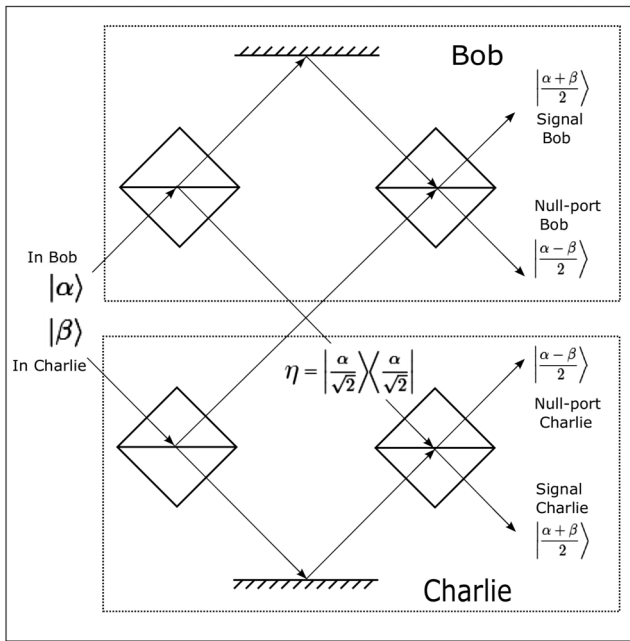 Bob
|(α + β)/2⟩
Signal
Bob
Null-port
Bob
|(α − β)/2⟩
In Bob
|α⟩
|β⟩
In Charlie
η = |α/√2⟩⟨α/√2|
|(α − β)/2⟩
Null-port
Charlie
Signal
Charlie
|(α + β)/2⟩
Charlie